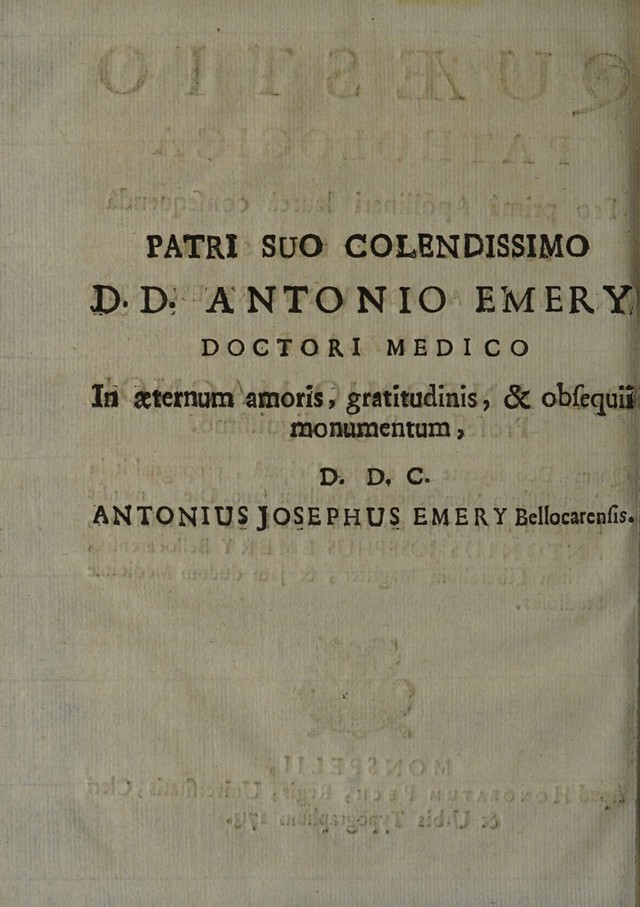 PATRI SUO COLENDISSIMO
D. D. ANTONIO EMERY
DOCTORI MEDICO
In æternum amoris, gratitudinis, & obſequii
monumentum,
D. D. C.
ANTONIUS JOSEPHUS EMERY Bellocarenſis.